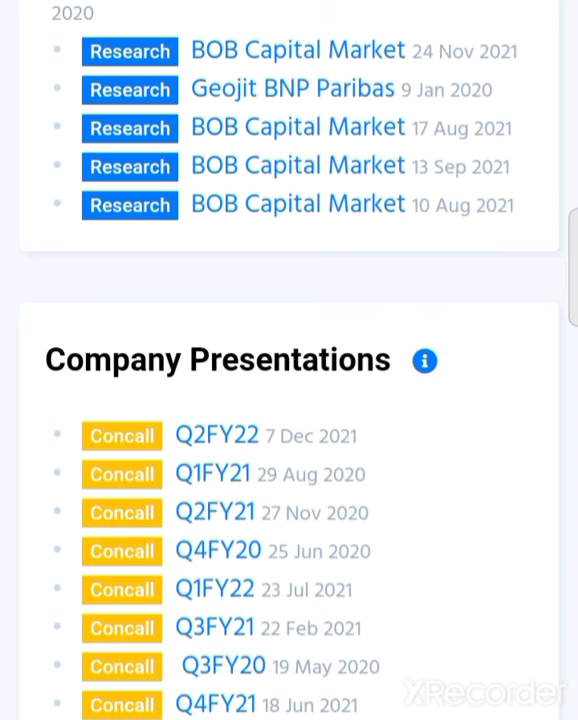 2020
Research BOB Capital Market 24 Nov 2021
Research Geojit BNP Paribas 9 Jan 2020
Research BOB Capital Market 17 Aug 2021
Research BOB Capital Market 13 Sep 2021
Research BOB Capital Market 10 Aug 2021
Company Presentations
Concall Q2FY22 7 Dec 2021
Concall Q1FY21 29 Aug 2020
Concall Q2FY21 27 Nov 2020
Concall Q4FY20 25 Jun 2020
Concall Q1FY22 23 Jul 2021
Concall Q3FY21 22 Feb 2021
Concall Q3FY20 19 May 2020
Concall Q4FY21 18 Jun 2021
XRecorder